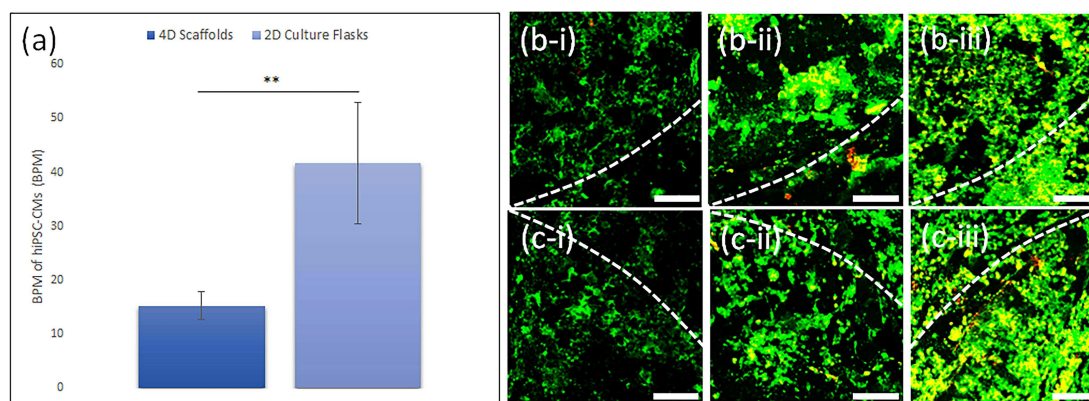 (a)
4D Scaffolds 2D Culture Flasks
**
BPM of hiPSC-CMs (BPM)
60
50
40
30
20
10
0
(b-i)
(b-ii)
(b-iii)
(c-i)
(c-ii)
(c-iii)